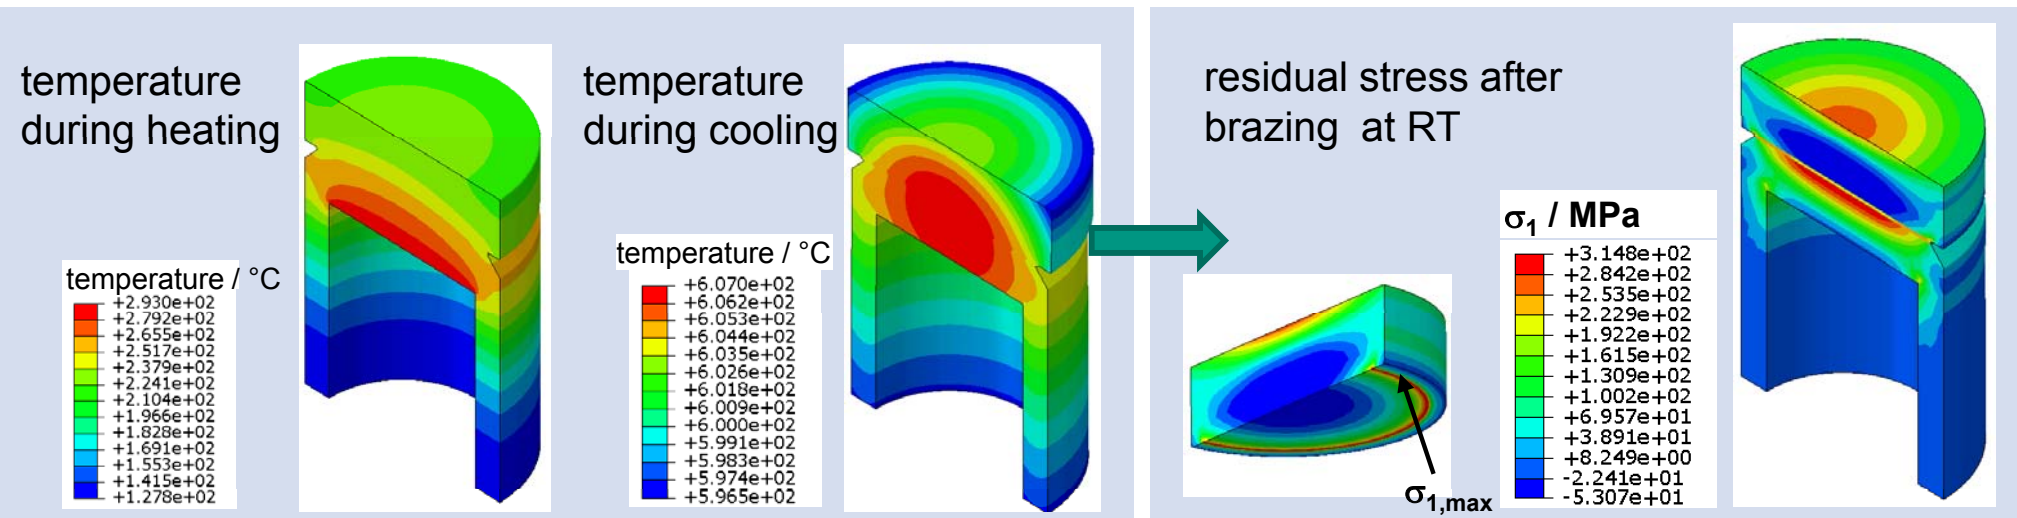 temperature
during heating
temperature / °C
+2.930e+02
+2.792e+02
+2.655e+02
+2.517e+02
+2.379e+02
+2.241e+02
+2.104e+02
+1.966e+02
+1.828e+02
+1.691e+02
+1.553e+02
+1.415e+02
+1.278e+02
temperature
during cooling
temperature / °C
+6.070e+02
+6.062e+02
+6.053e+02
+6.044e+02
+6.035e+02
+6.026e+02
+6.018e+02
+6.009e+02
+6.000e+02
+5.991e+02
+5.983e+02
+5.974e+02
+5.965e+02
residual stress after
brazing at RT
σ1,max
σ1 / MPa
+3.148e+02
+2.842e+02
+2.535e+02
+2.229e+02
+1.922e+02
+1.615e+02
+1.309e+02
+1.002e+02
+6.957e+01
+3.891e+01
+8.249e+00
-2.241e+01
-5.307e+01